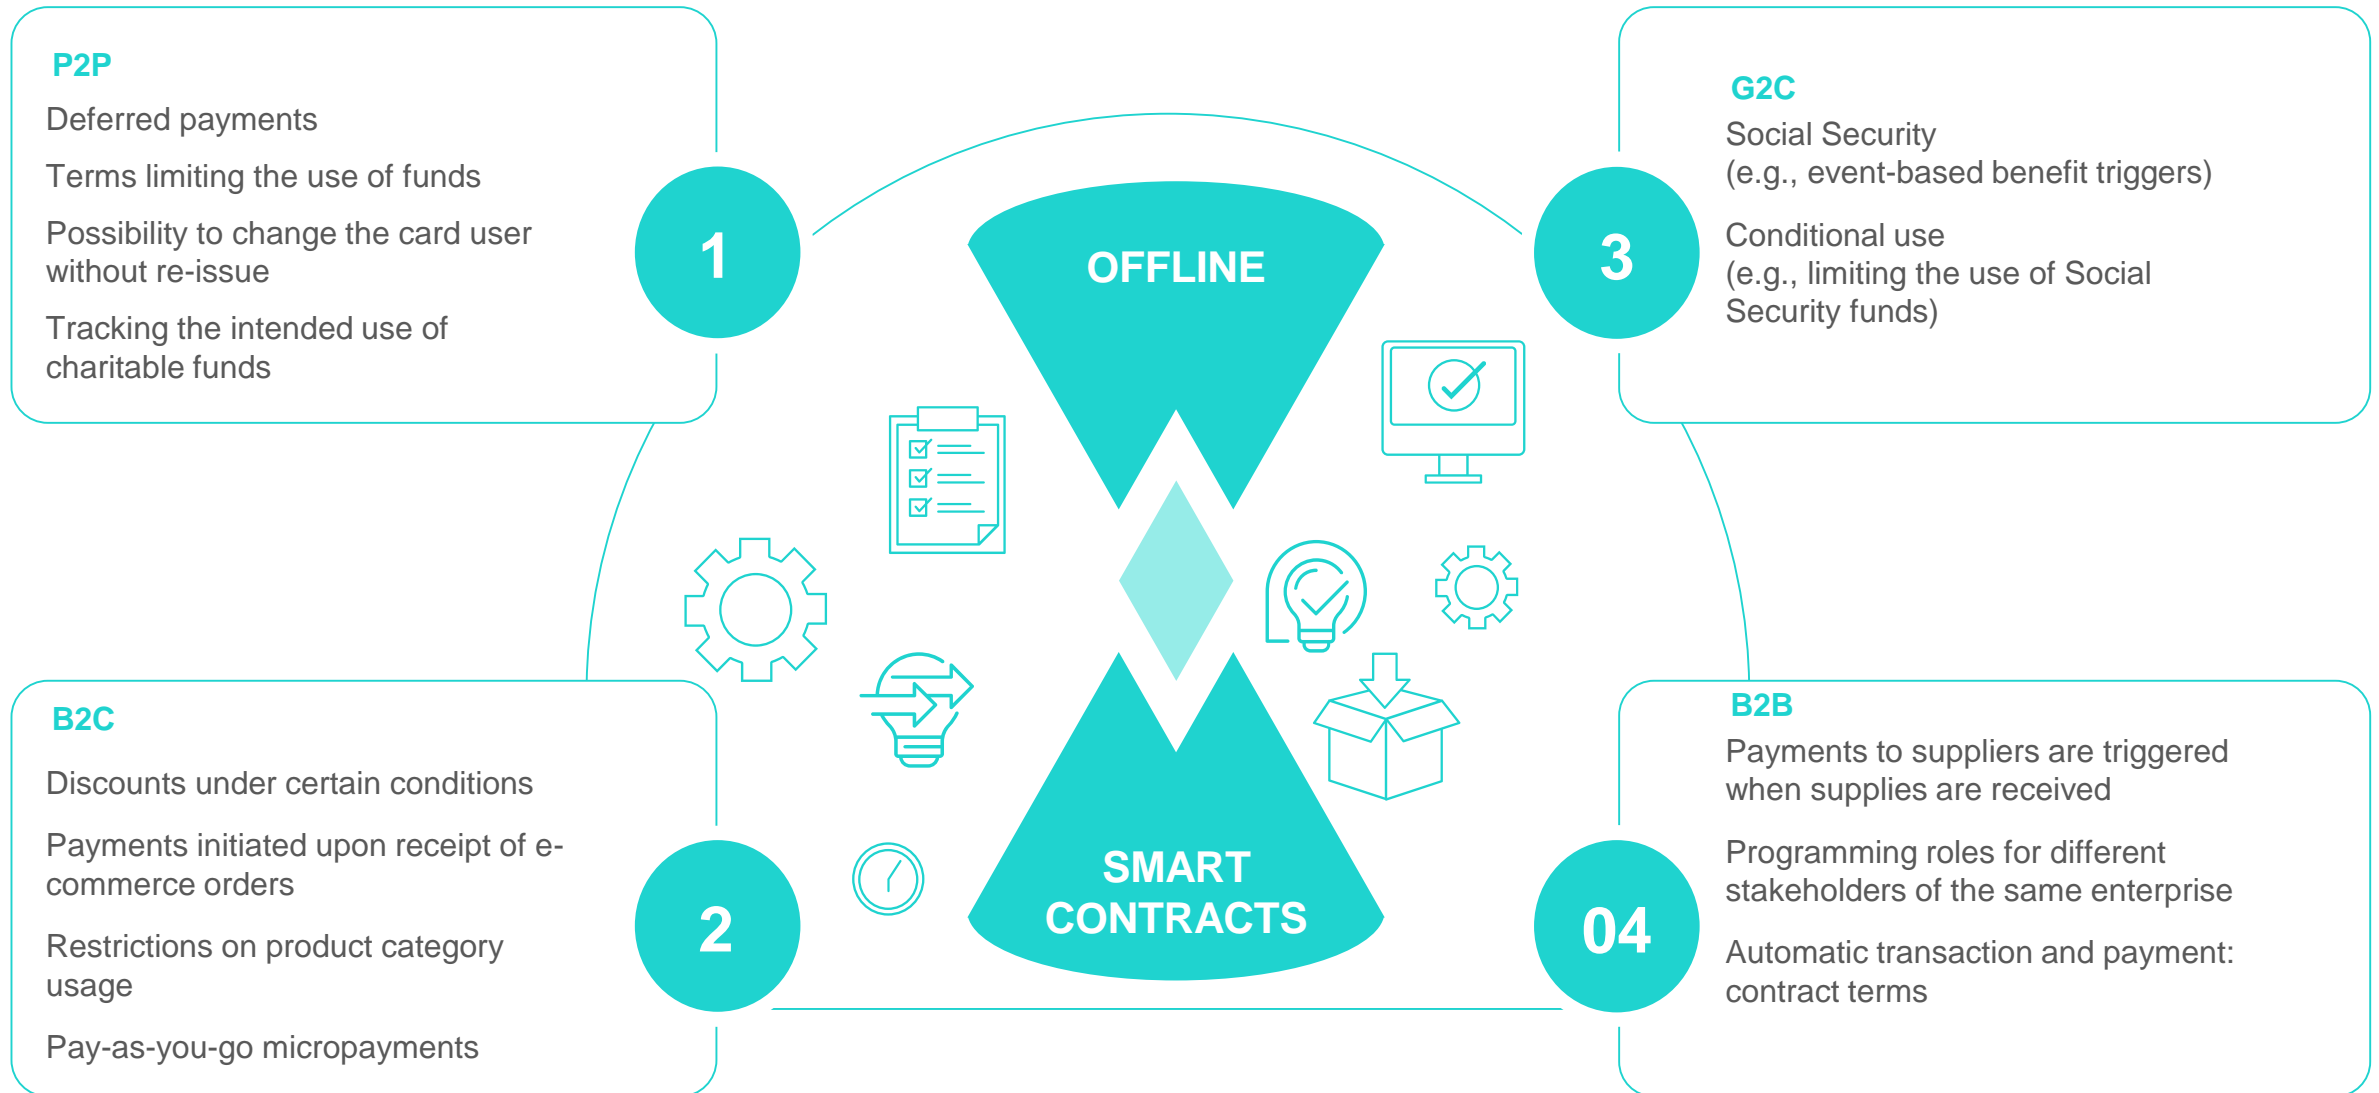 P2P
Deferred payments
Terms limiting the use of funds
Possibility to change the card user
without re-issue
Tracking the intended use of
charitable funds
1
OFFLINE
3
G2C
Social Security
(e.g., event-based benefit triggers)
Conditional use
(e.g., limiting the use of Social
Security funds)
B2C
Discounts under certain conditions
Payments initiated upon receipt of e-
commerce orders
Restrictions on product category
usage
Pay-as-you-go micropayments
2
SMART
CONTRACTS
04
B2B
Payments to suppliers are triggered
when supplies are received
Programming roles for different
stakeholders of the same enterprise
Automatic transaction and payment:
contract terms